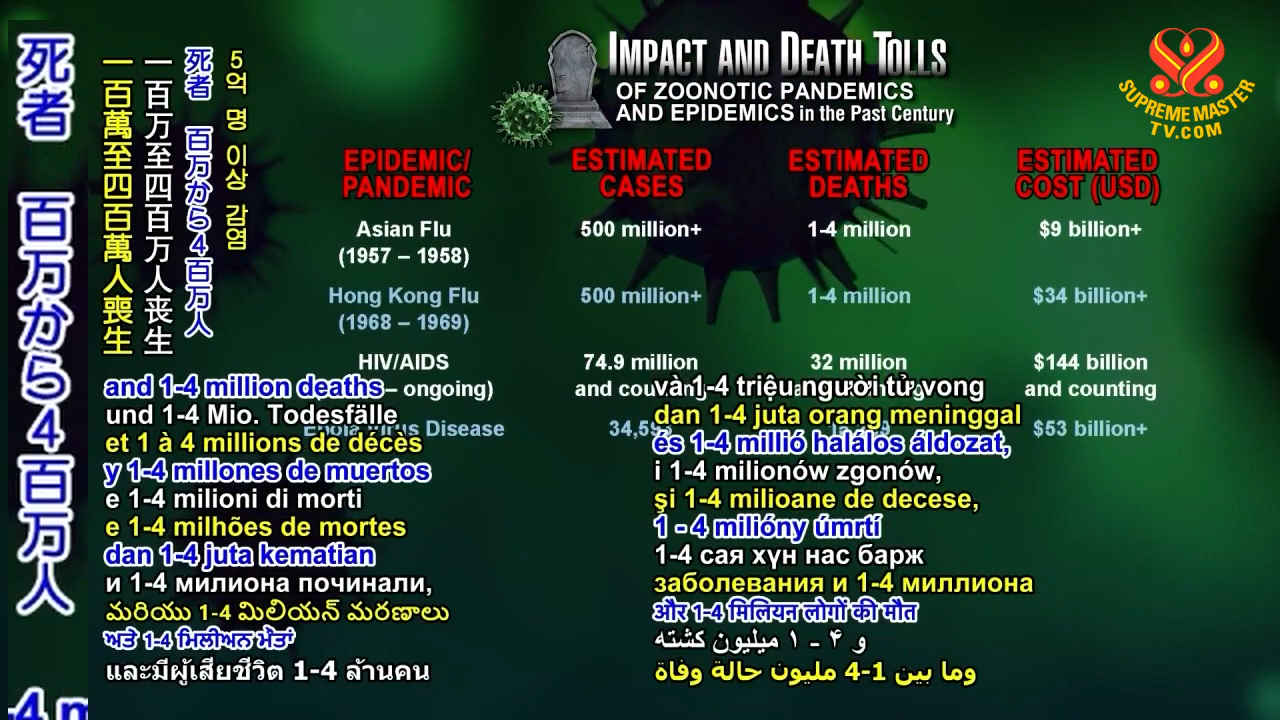 死者 百万から4百万人
一百萬至四百萬人喪生
一百万至四百万人丧生
死者 百万から4百万人
5억 명 이상 감염
IMPACT AND DEATH TOLLS
OF ZOONOTIC PANDEMICS
AND EPIDEMICS in the Past Century
SUPREME MASTER
TV.COM
EPIDEMIC/
PANDEMIC
ESTIMATED
CASES
ESTIMATED
DEATHS
ESTIMATED
COST (USD)
Asian Flu
(1957 – 1958)
500 million+
1-4 million
$9 billion+
Hong Kong Flu
(1968 – 1969)
500 million+
1-4 million
$34 billion+
HIV/AIDS
– ongoing)
74.9 million
32 million
$144 billion
and counting
Disease
$53 billion+
and 1-4 million deaths
und 1-4 Mio. Todesfälle
et 1 à 4 millions de décès
y 1-4 millones de muertos
e 1-4 milioni di morti
e 1-4 milhões de mortes
dan 1-4 juta kematian
и 1-4 милиона починали,
మరియు 1-4 మిలియన్ మరణాలు
ਅਤੇ 1-4 ਮਿਲੀਅਨ ਮੌਤਾਂ
และมีผู้เสียชีวิต 1-4 ล้านคน
và 1-4 triệu người tử vong
dan 1-4 juta orang meninggal
és 1-4 millió halálos áldozat,
i 1-4 milionów zgonów,
și 1-4 milioane de decese,
1 - 4 milióny úmrtí
1-4 сая хүн нас барж
заболевания и 1-4 миллиона
और 1-4 मिलियन लोगों की मौत
و ۴ - ۱ میلیون کشته
وما بين 1-4 مليون حالة وفاة